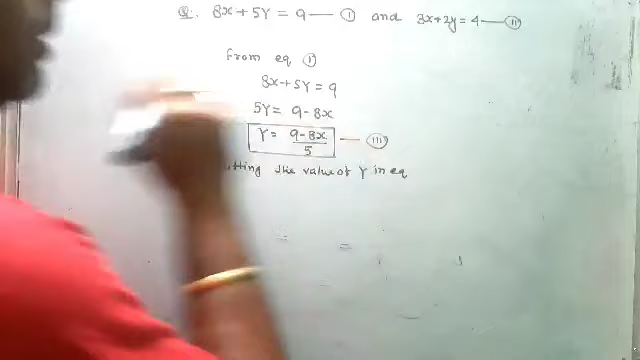 Q. 8x+5Y = 9 — (I) and 3x+2y = 4 — (II)
From eq (I)
8x+5Y = 9
5Y = 9-8x
Y = 9-8x/5 — (III)
the value of Y in eq